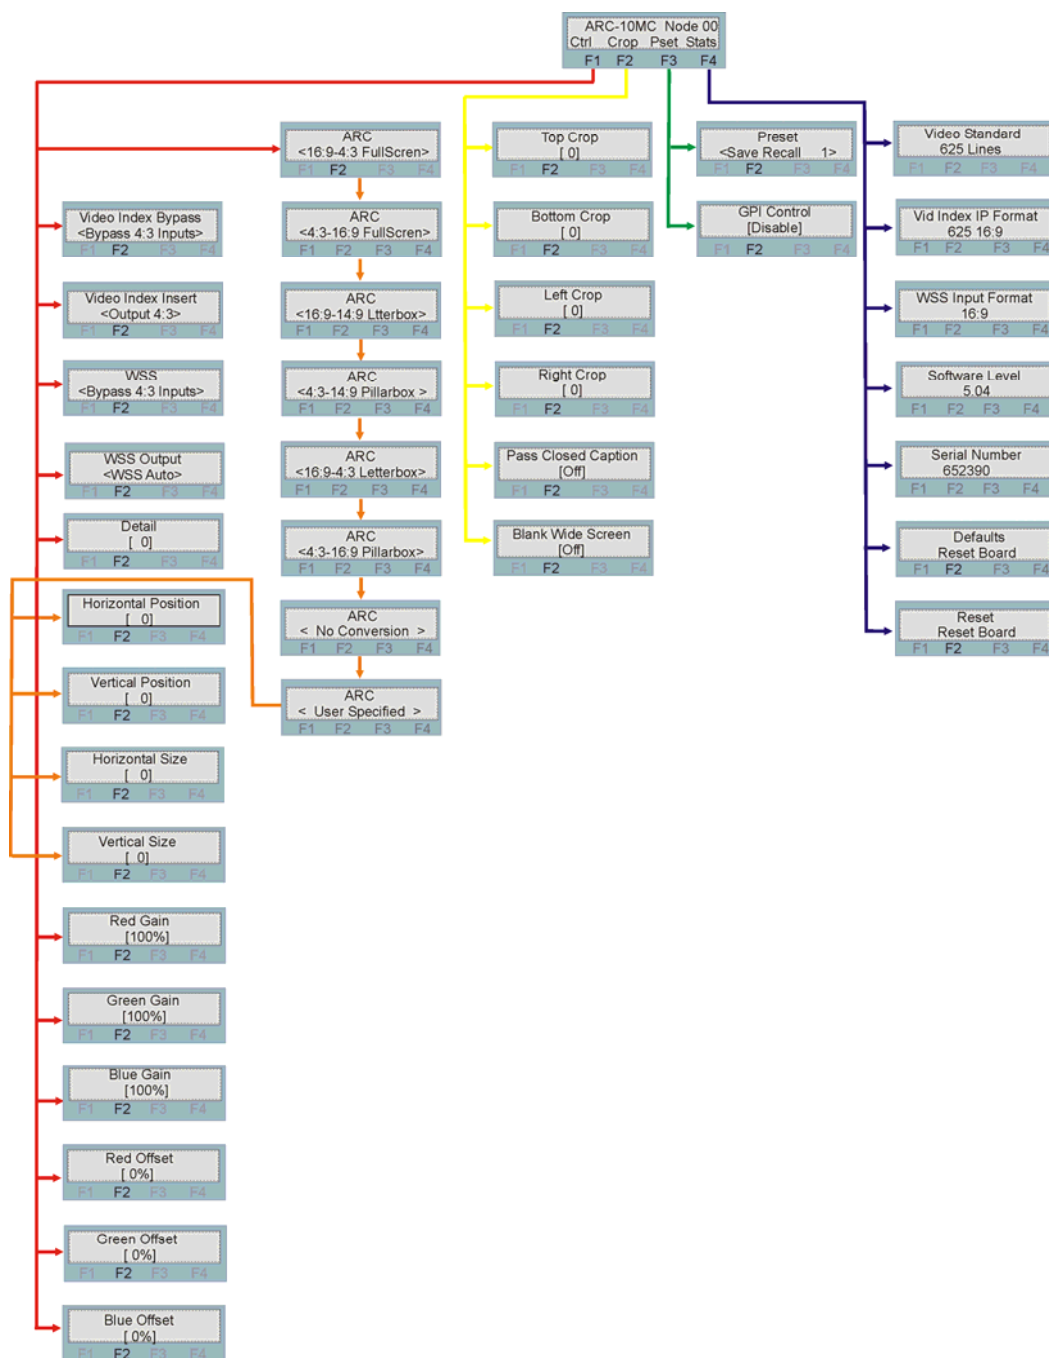 ARC-10MC Node 00
Ctrl Crop Pset Stats
F1 F2 F3 F4
ARC
<16:9-4:3 FullScren>
F1 F2 F3 F4
ARC
<4:3-16:9 FullScren>
F1 F2 F3 F4
ARC
<16:9-14:9 Ltterbox>
F1 F2 F3 F4
ARC
<4:3-14:9 Pillarbox >
F1 F2 F3 F4
ARC
<16:9-4:3 Letterbox>
F1 F2 F3 F4
ARC
<4:3-16:9 Pillarbox>
F1 F2 F3 F4
ARC
< No Conversion >
F1 F2 F3 F4
ARC
< User Specified >
F1 F2 F3 F4
Video Index Bypass
<Bypass 4:3 Inputs>
F1 F2 F3 F4
Video Index Insert
<Output 4:3>
F1 F2 F3 F4
WSS
<Bypass 4:3 Inputs>
F1 F2 F3 F4
WSS Output
<WSS Auto>
F1 F2 F3 F4
Detail
[ 0]
F1 F2 F3 F4
Horizontal Position
[ 0]
F1 F2 F3 F4
Vertical Position
[ 0]
F1 F2 F3 F4
Horizontal Size
[ 0]
F1 F2 F3 F4
Vertical Size
[ 0]
F1 F2 F3 F4
Red Gain
[100%]
F1 F2 F3 F4
Green Gain
[100%]
F1 F2 F3 F4
Blue Gain
[100%]
F1 F2 F3 F4
Red Offset
[ 0%]
F1 F2 F3 F4
Green Offset
[ 0%]
F1 F2 F3 F4
Blue Offset
[ 0%]
F1 F2 F3 F4
Top Crop
[ 0]
F1 F2 F3 F4
Bottom Crop
[ 0]
F1 F2 F3 F4
Left Crop
[ 0]
F1 F2 F3 F4
Right Crop
[ 0]
F1 F2 F3 F4
Pass Closed Caption
[Off]
F1 F2 F3 F4
Blank Wide Screen
[Off]
F1 F2 F3 F4
Preset
<Save Recall 1>
F1 F2 F3 F4
GPI Control
[Disable]
F1 F2 F3 F4
Video Standard
625 Lines
F1 F2 F3 F4
Vid Index IP Format
625 16:9
F1 F2 F3 F4
WSS Input Format
16:9
F1 F2 F3 F4
Software Level
5.04
F1 F2 F3 F4
Serial Number
652390
F1 F2 F3 F4
Defaults
Reset Board
F1 F2 F3 F4
Reset
Reset Board
F1 F2 F3 F4